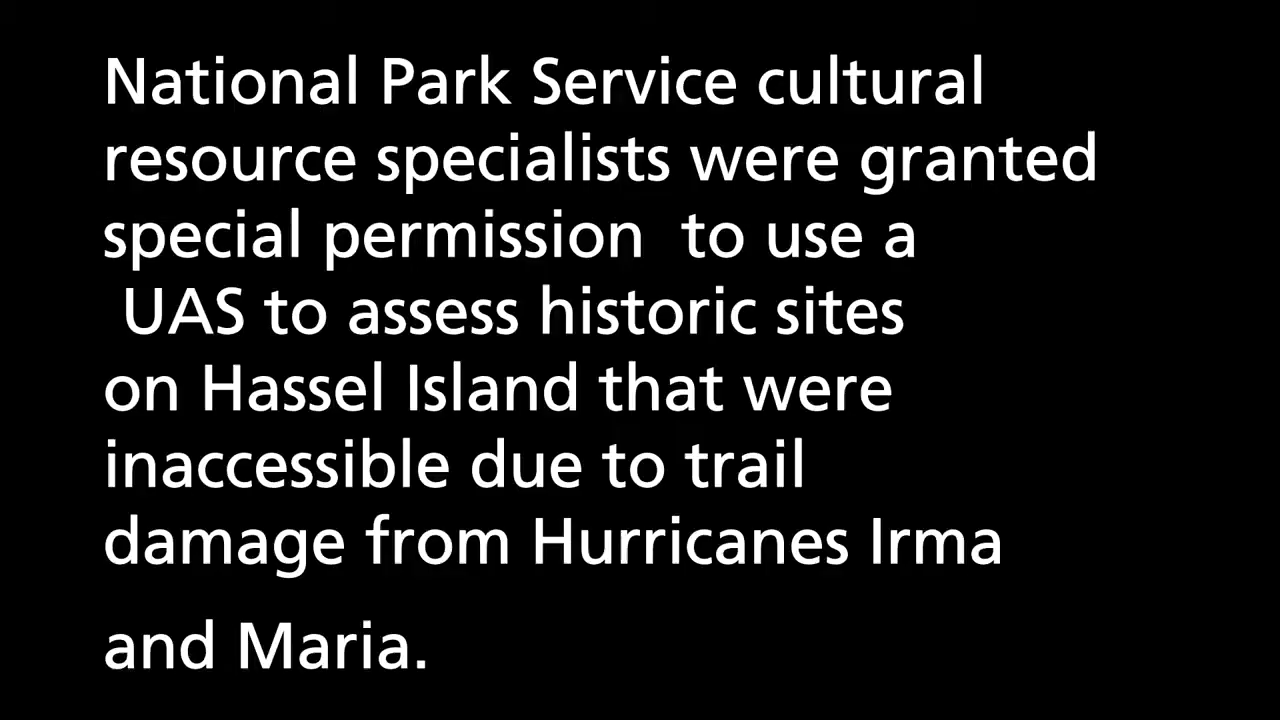 National Park Service cultural
resource specialists were granted
special permission  to use a
 UAS to assess historic sites
on Hassel Island that were
inaccessible due to trail
damage from Hurricanes Irma
and Maria.